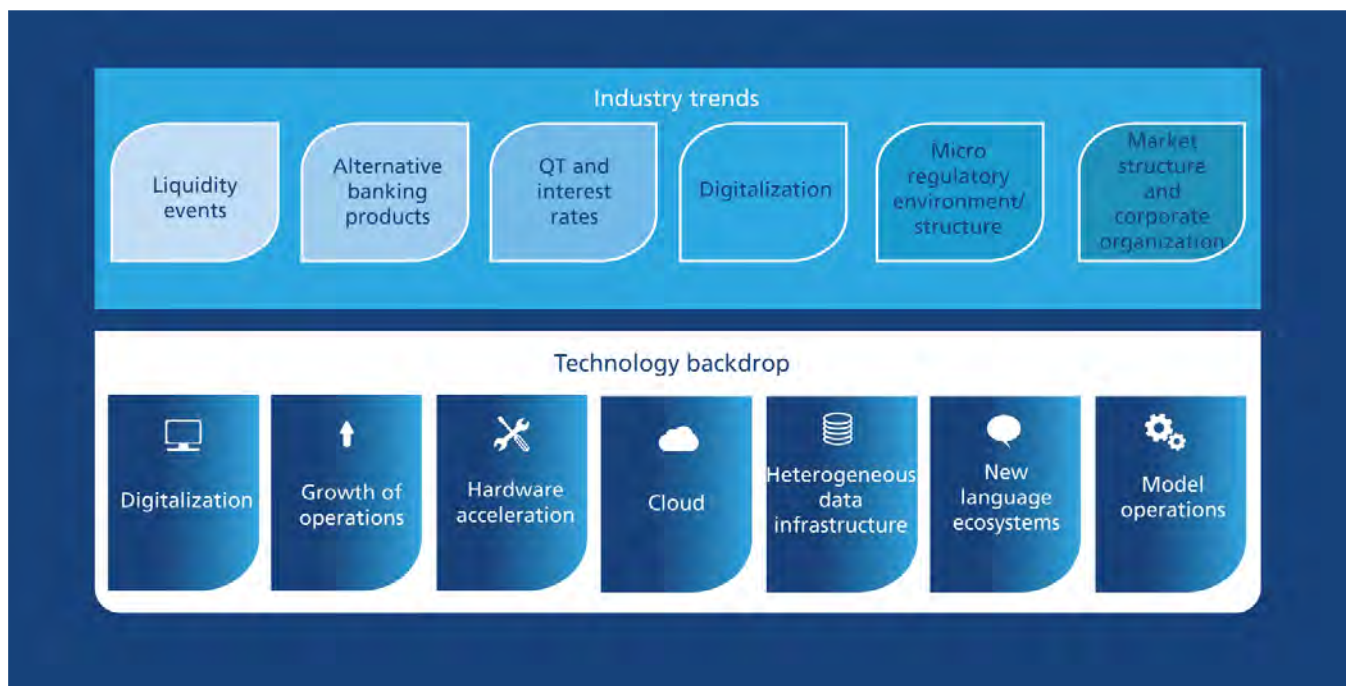 Industry trends
Liquidity
events
Alternative
banking
products
QT and
interest
rates
Digitalization
Micro
regulatory
environment/
structure
Market
structure
and
corporate
organization
Technology backdrop
Digitalization
Growth of
operations
Hardware
acceleration
Cloud
Heterogeneous
data
infrastructure
New
language
ecosystems
Model
operations